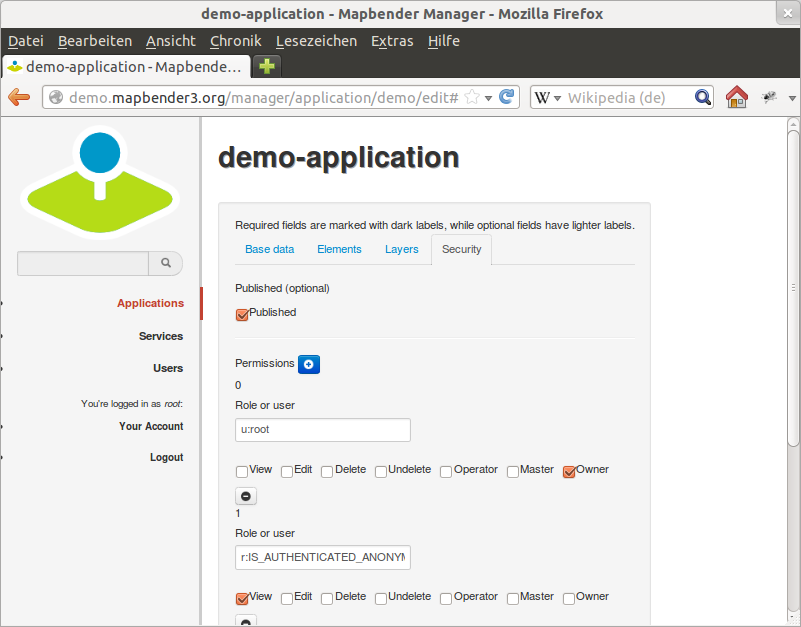 demo-application - Mapbender Manager - Mozilla Firefox
Datei Bearbeiten Ansicht Chronik Lesezeichen Extras Hilfe
demo-application - Mapbende...
demo.mapbender3.org/manager/application/demo/edit#
W Wikipedia (de)
demo-application
Required fields are marked with dark labels, while optional fields have lighter labels.
Base data Elements Layers Security
Published (optional)
Published
Applications
Services
Users
You're logged in as root:
Your Account
Logout
Permissions
0
Role or user
u:root
View Edit Delete Undelete Operator Master Owner
1
Role or user
r:IS_AUTHENTICATED_ANONYM
View Edit Delete Undelete Operator Master Owner